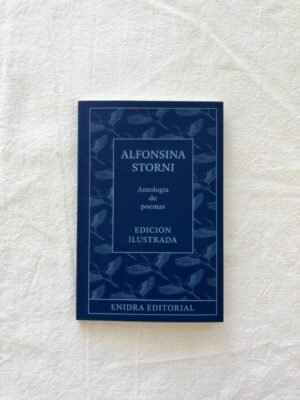 ALFONSINA
STORNI
Antología
de
poemas
EDICIÓN
ILUSTRADA
ENIDRA EDITORIAL